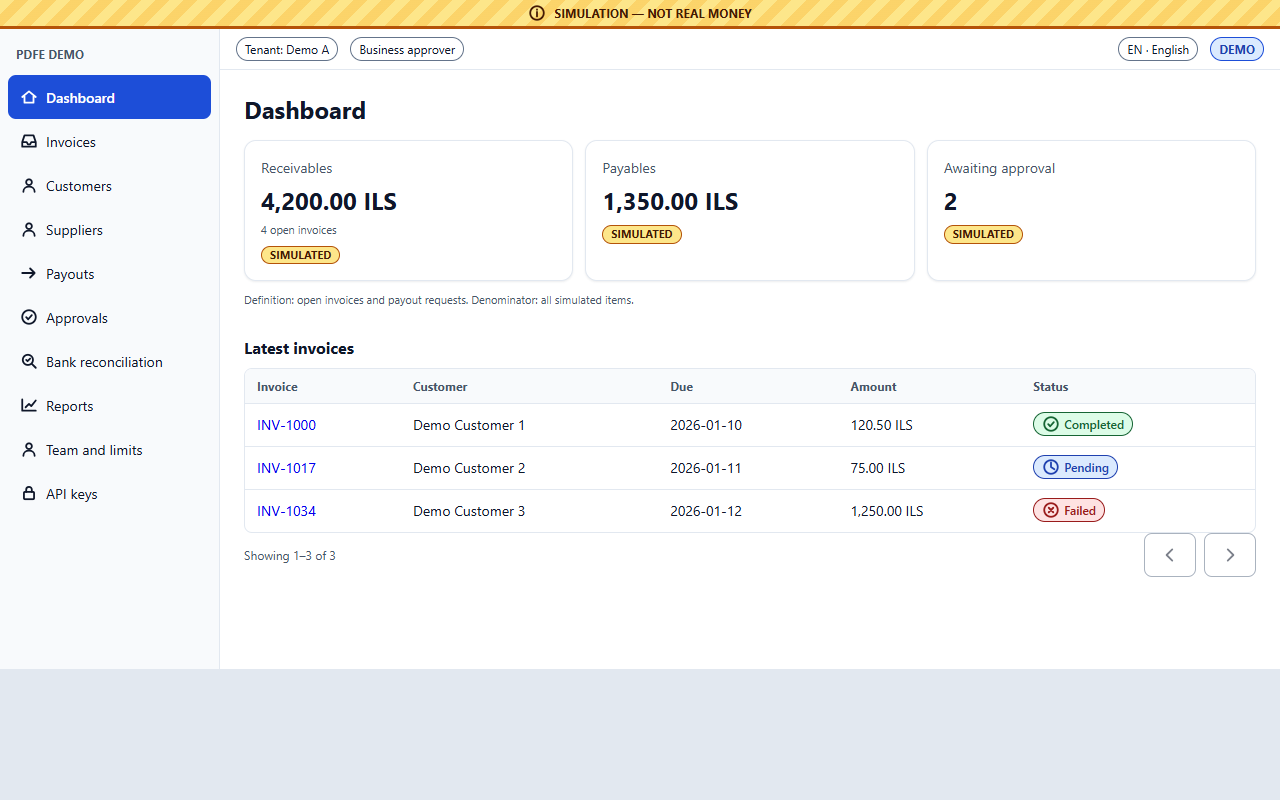 SIMULATION — NOT REAL MONEY
PDFE DEMO
Dashboard
Invoices
Customers
Suppliers
Payouts
Approvals
Bank reconciliation
Reports
Team and limits
API keys
Tenant: Demo A
Business approver
EN · English
DEMO
Dashboard
Receivables
4,200.00 ILS
4 open invoices
SIMULATED
Payables
1,350.00 ILS
SIMULATED
Awaiting approval
2
SIMULATED
Definition: open invoices and payout requests. Denominator: all simulated items.
Latest invoices
Invoice Customer Due Amount Status
INV-1000 Demo Customer 1 2026-01-10 120.50 ILS Completed
INV-1017 Demo Customer 2 2026-01-11 75.00 ILS Pending
INV-1034 Demo Customer 3 2026-01-12 1,250.00 ILS Failed
Showing 1–3 of 3